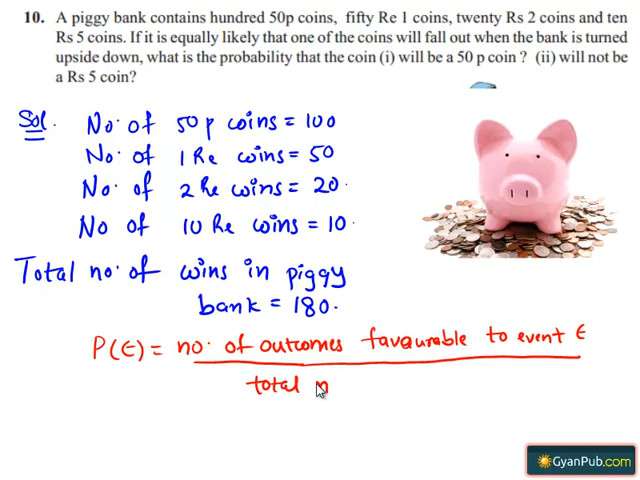 10. A piggy bank contains hundred 50p coins, fifty Re 1 coins, twenty Rs 2 coins and ten
Rs 5 coins. If it is equally likely that one of the coins will fall out when the bank is turned
upside down, what is the probability that the coin (i) will be a 50 p coin ? (ii) will not be
a Rs 5 coin?
Sol. No. of 50 p coins = 100
No. of 1 Re coins = 50
No. of 2 Re coins = 20.
No of 10 Re coins = 10.
Total no. of coins in piggy
bank = 180.
P(E) = no. of outcomes favourable to event E
total n
GyanPub.com